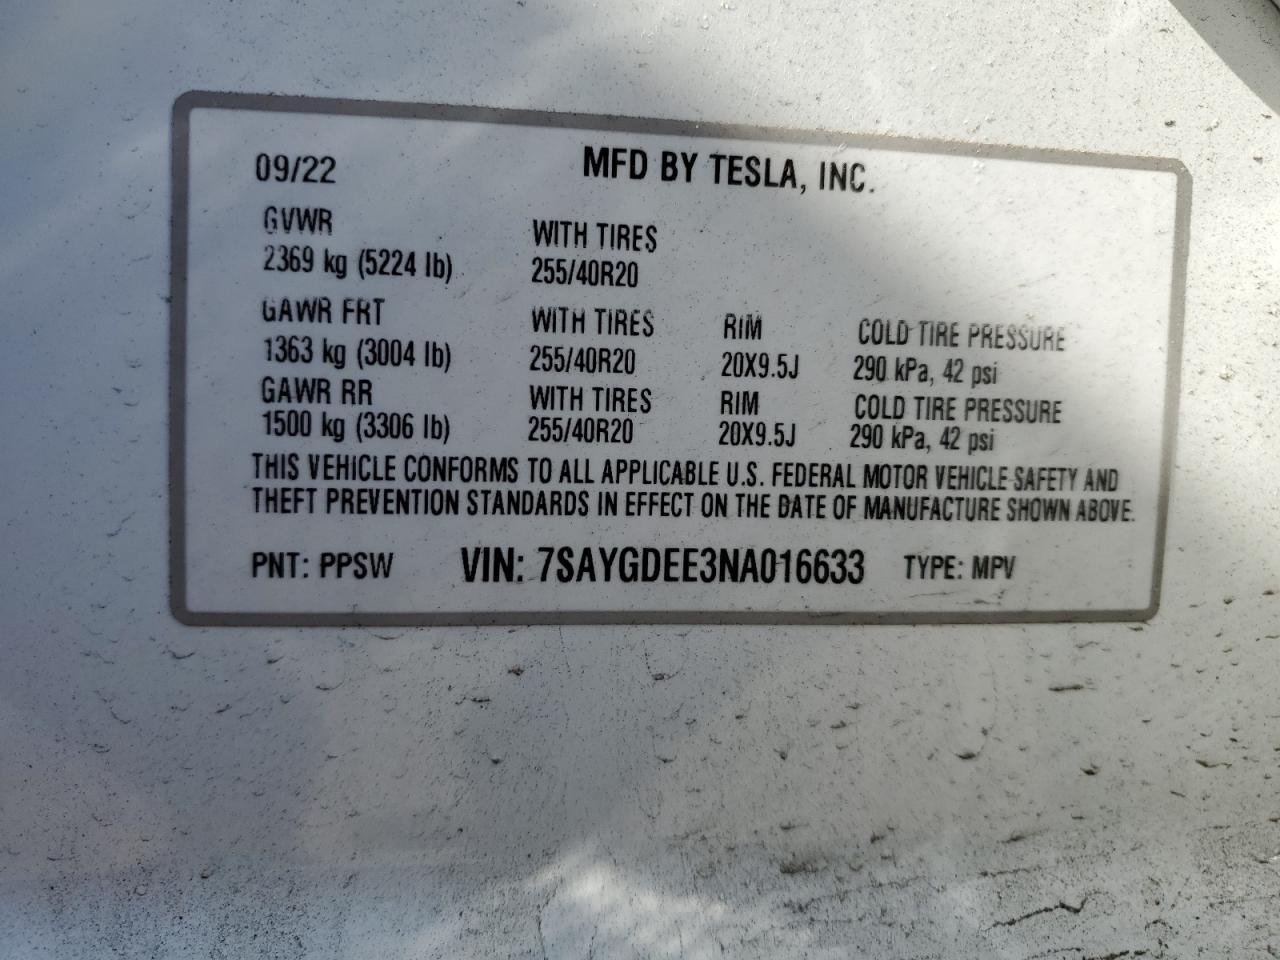 09/22 MFD BY TESLA, INC.
GVWR WITH TIRES
2369 kg (5224 lb) 255/40R20
GAWR FRT WITH TIRES RIM COLD TIRE PRESSURE
1363 kg (3004 lb) 255/40R20 20X9.5J 290 kPa, 42 psi
GAWR RR WITH TIRES RIM COLD TIRE PRESSURE
1500 kg (3306 lb) 255/40R20 20X9.5J 290 kPa, 42 psi
THIS VEHICLE CONFORMS TO ALL APPLICABLE U.S. FEDERAL MOTOR VEHICLE SAFETY AND
THEFT PREVENTION STANDARDS IN EFFECT ON THE DATE OF MANUFACTURE SHOWN ABOVE.
PNT: PPSW VIN: 7SAYGDEE3NA016633 TYPE: MPV